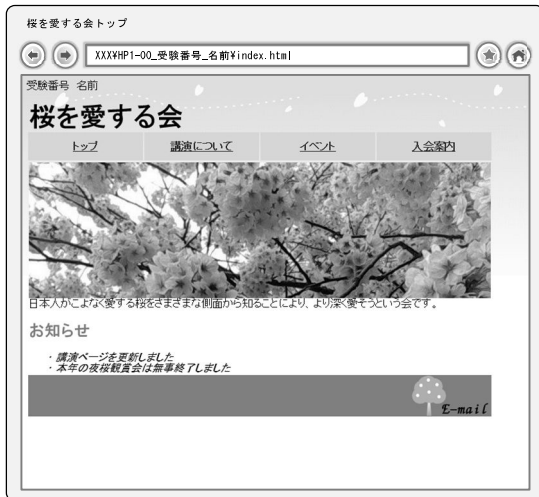 桜を愛する会トップ
XXX¥HP1-00_受験番号_名前¥index.html
受験番号 名前
桜を愛する会
トップ 講演について イベント 入会案内
日本人がこよなく愛する桜をさまざまな側面から知ることにより、より深く愛そうという会です。
お知らせ
・講演ページを更新しました
・本年の夜桜観賞会は無事終了しました
E-mail